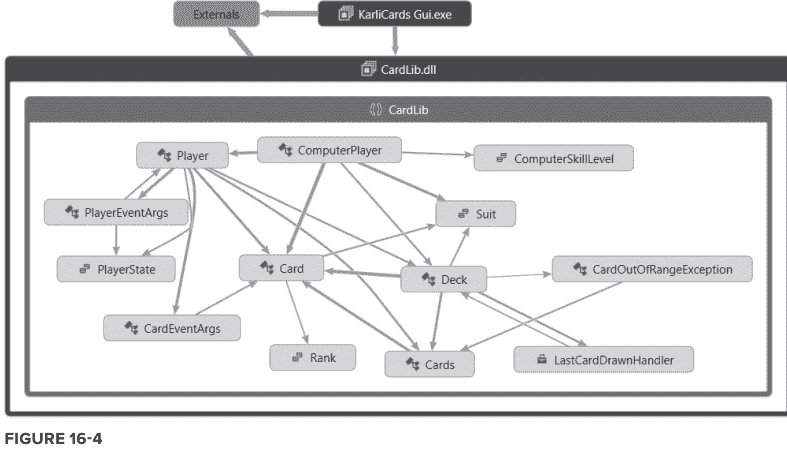 Externals
KarliCards Gui.exe
CardLib.dll
CardLib
Player
ComputerPlayer
ComputerSkillLevel
PlayerEventArgs
Suit
PlayerState
Card
Deck
CardOutOfRangeException
CardEventArgs
Rank
Cards
LastCardDrawnHandler
FIGURE 16-4